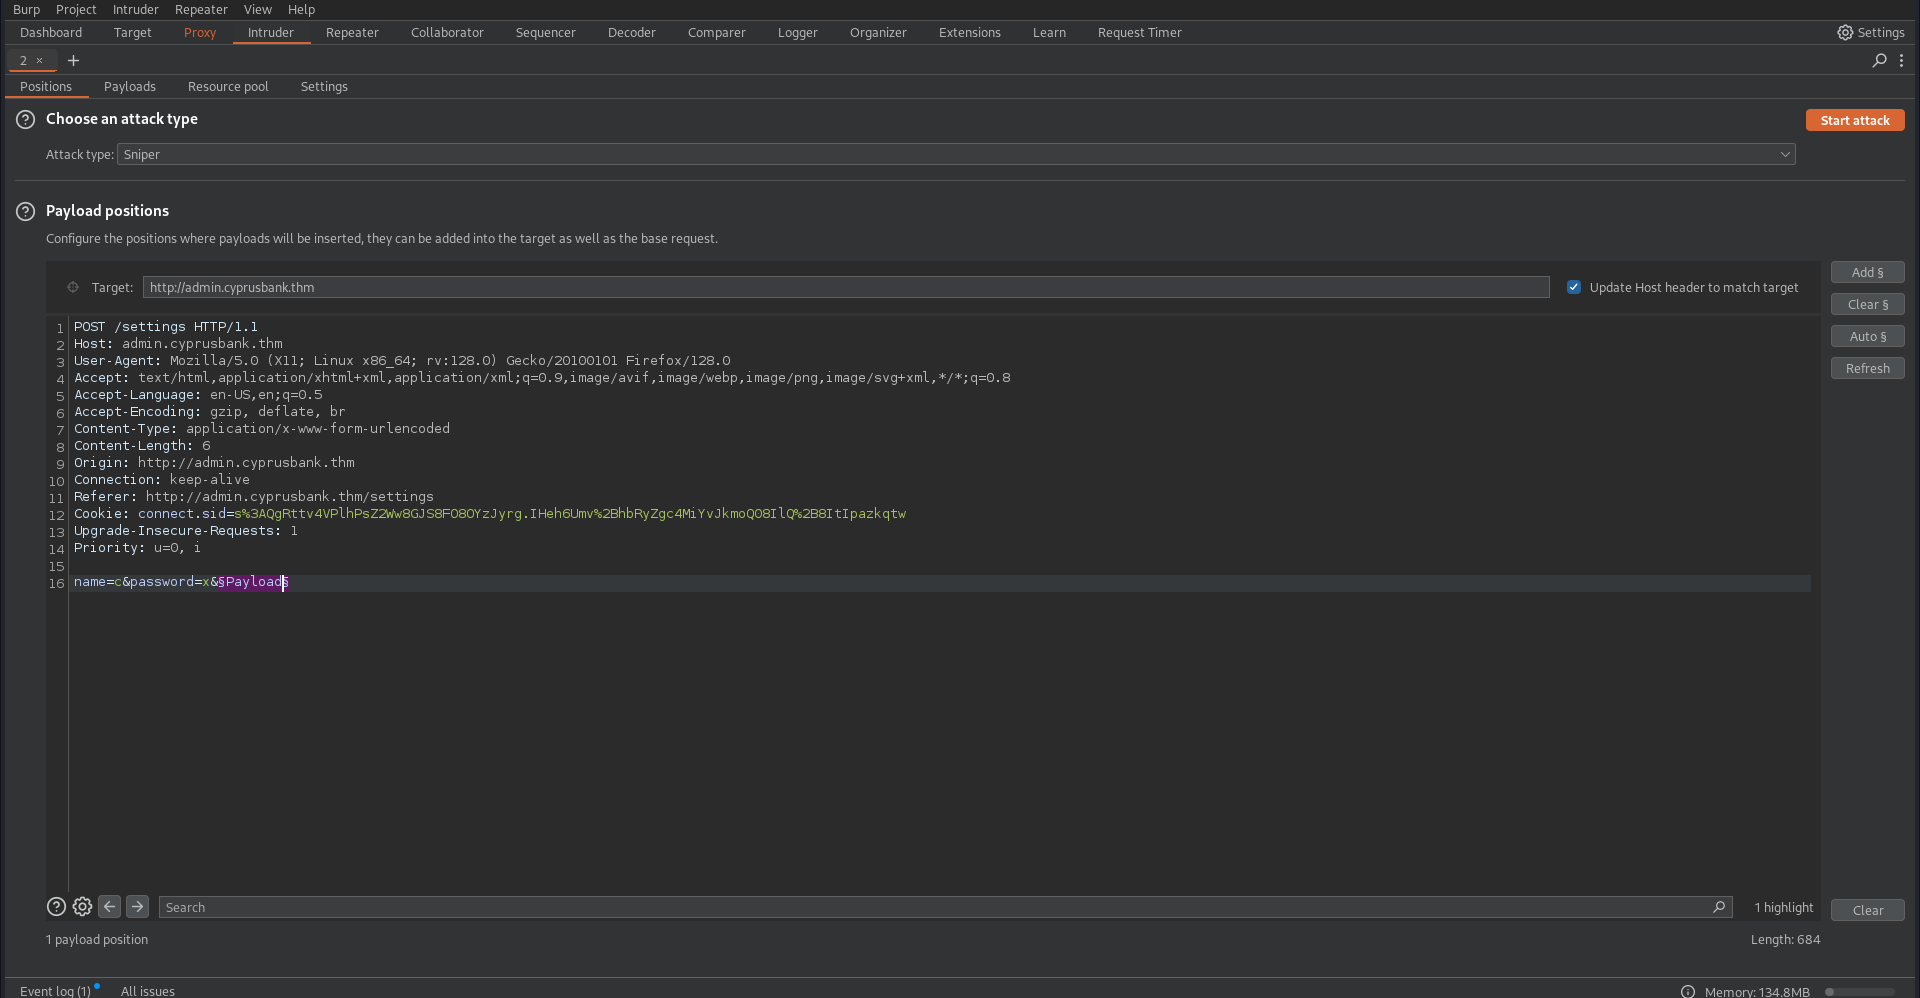 Burp Project Intruder Repeater View Help
Dashboard Target Proxy Intruder Repeater Collaborator Sequencer Decoder Comparer Logger Organizer Extensions Learn Request Timer Settings
2 × +
Positions Payloads Resource pool Settings
? Choose an attack type Start attack
Attack type: Sniper
? Payload positions
Configure the positions where payloads will be inserted, they can be added into the target as well as the base request.
Target: http://admin.cyprusbank.thm Update Host header to match target
Add §
Clear §
Auto §
Refresh
1 POST /settings HTTP/1.1
2 Host: admin.cyprusbank.thm
3 User-Agent: Mozilla/5.0 (X11; Linux x86_64; rv:128.0) Gecko/20100101 Firefox/128.0
4 Accept: text/html,application/xhtml+xml,application/xml;q=0.9,image/avif,image/webp,image/png,image/svg+xml,*/*;q=0.8
5 Accept-Language: en-US,en;q=0.5
6 Accept-Encoding: gzip, deflate, br
7 Content-Type: application/x-www-form-urlencoded
8 Content-Length: 6
9 Origin: http://admin.cyprusbank.thm
10 Connection: keep-alive
11 Referer: http://admin.cyprusbank.thm/settings
12 Cookie: connect.sid=s%3AQgRttv4VPlhPsZ2Ww8GJS8FO8OYzJyrg.IHeh6Umv%2BhbRyZgc4MiYvJkmoQO8IlQ%2B8ItIpazkqtw
13 Upgrade-Insecure-Requests: 1
14 Priority: u=0, i
15
16 name=c&password=x&§Payload§
? Search 1 highlight Clear
1 payload position Length: 684
Event log (1) All issues Memory: 134.8MB